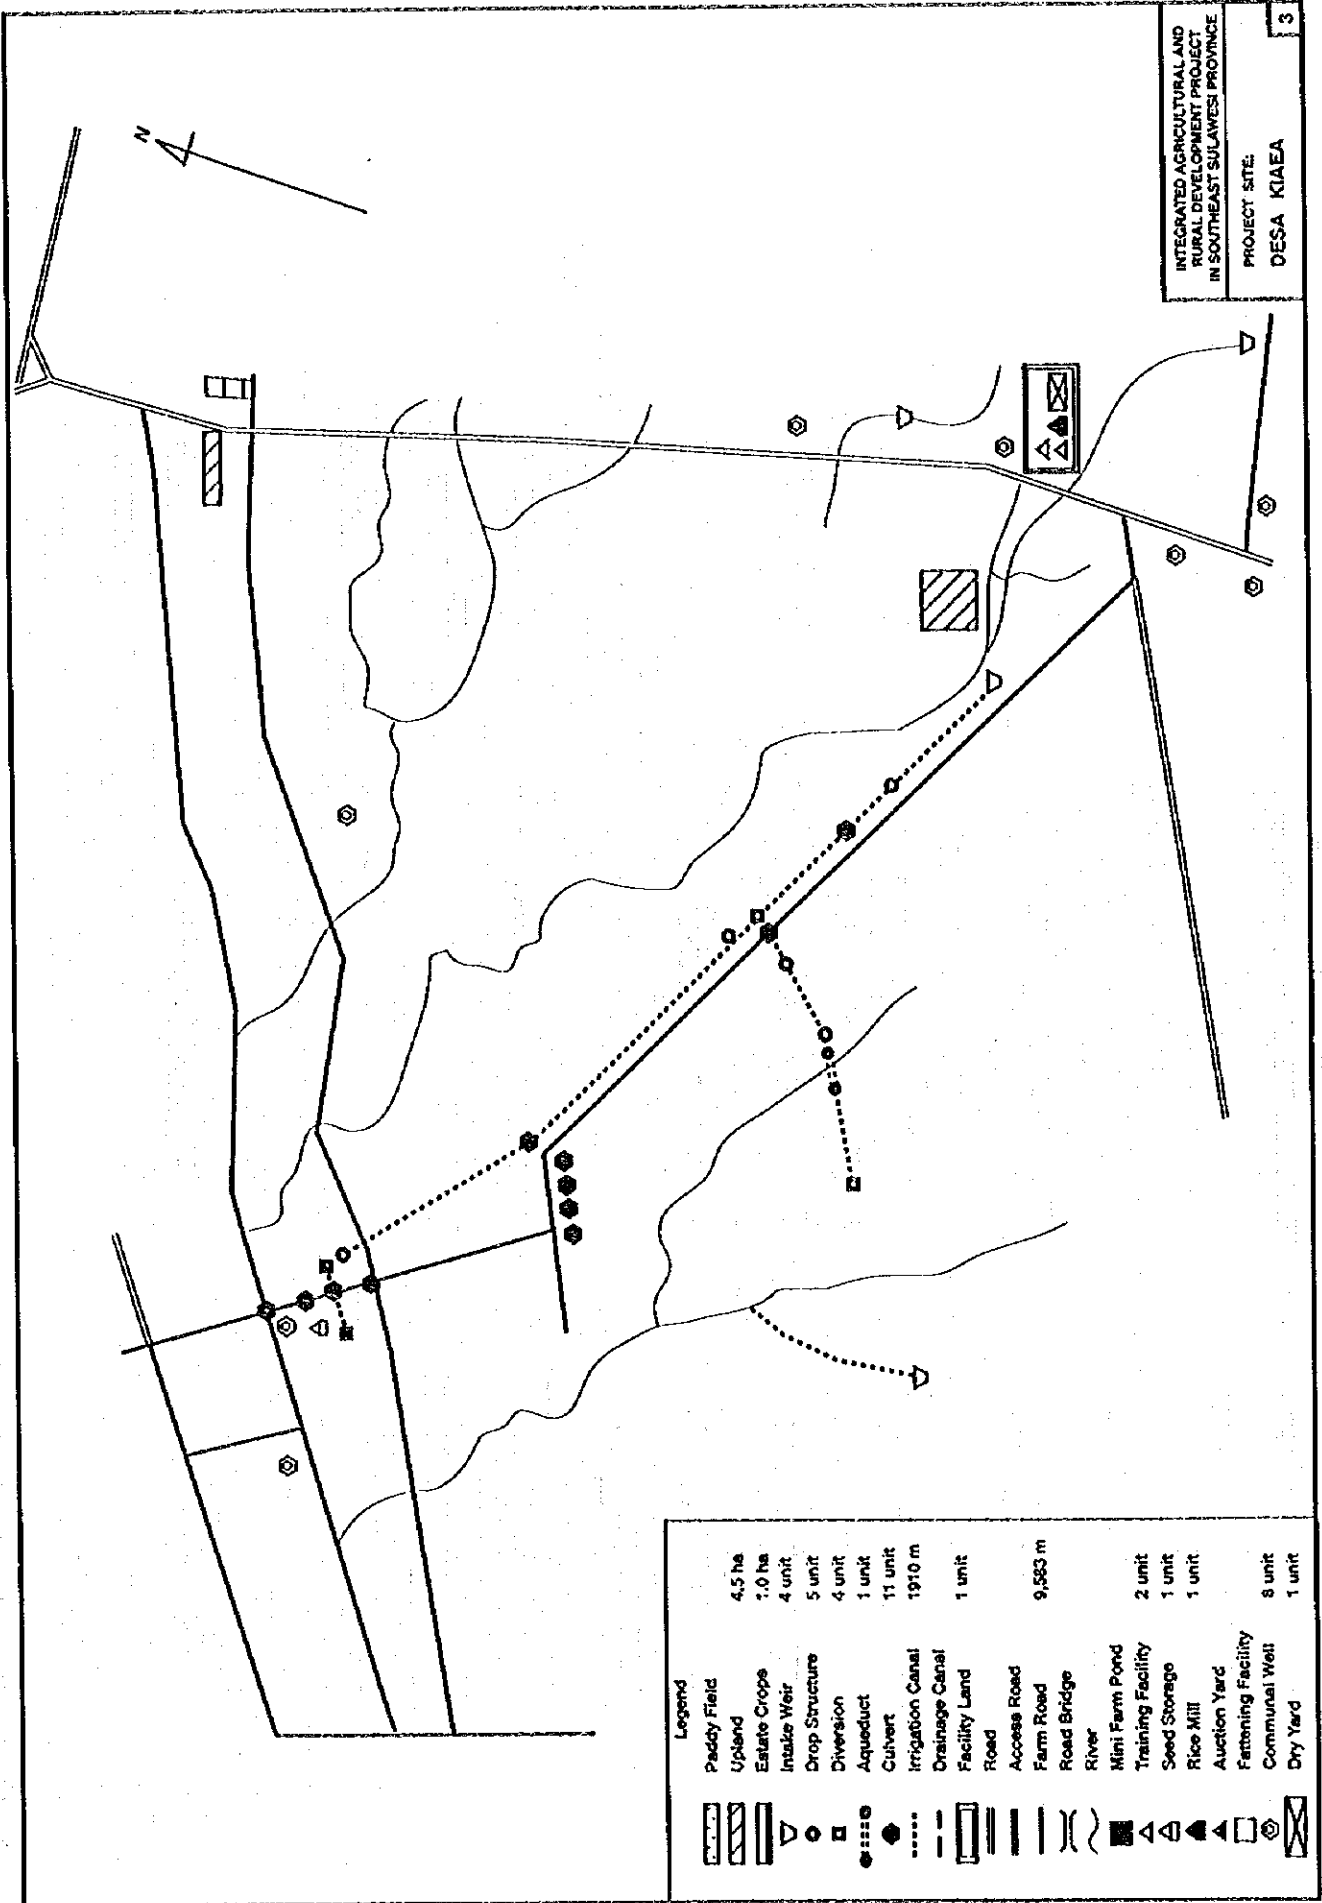 N
INTEGRATED AGRICULTURAL AND
RURAL DEVELOPMENT PROJECT
IN SOUTHEAST SULAWESI PROVINCE
PROJECT SITE:
DESA KIAEA
3
Legend
Paddy Field
Upland 4.5 ha
Estate Crops 1.0 ha
Intake Weir 4 unit
Drop Structure 5 unit
Diversion 4 unit
Aqueduct 1 unit
Culvert 11 unit
Irrigation Canal 1910 m
Drainage Canal
Facility Land 1 unit
Road
Access Road
Farm Road 9,583 m
Road Bridge
River
Mini Farm Pond
Training Facility 2 unit
Seed Storage 1 unit
Rice Mill 1 unit
Auction Yard
Fattening Facility
Communal Well 8 unit
Dry Yard 1 unit